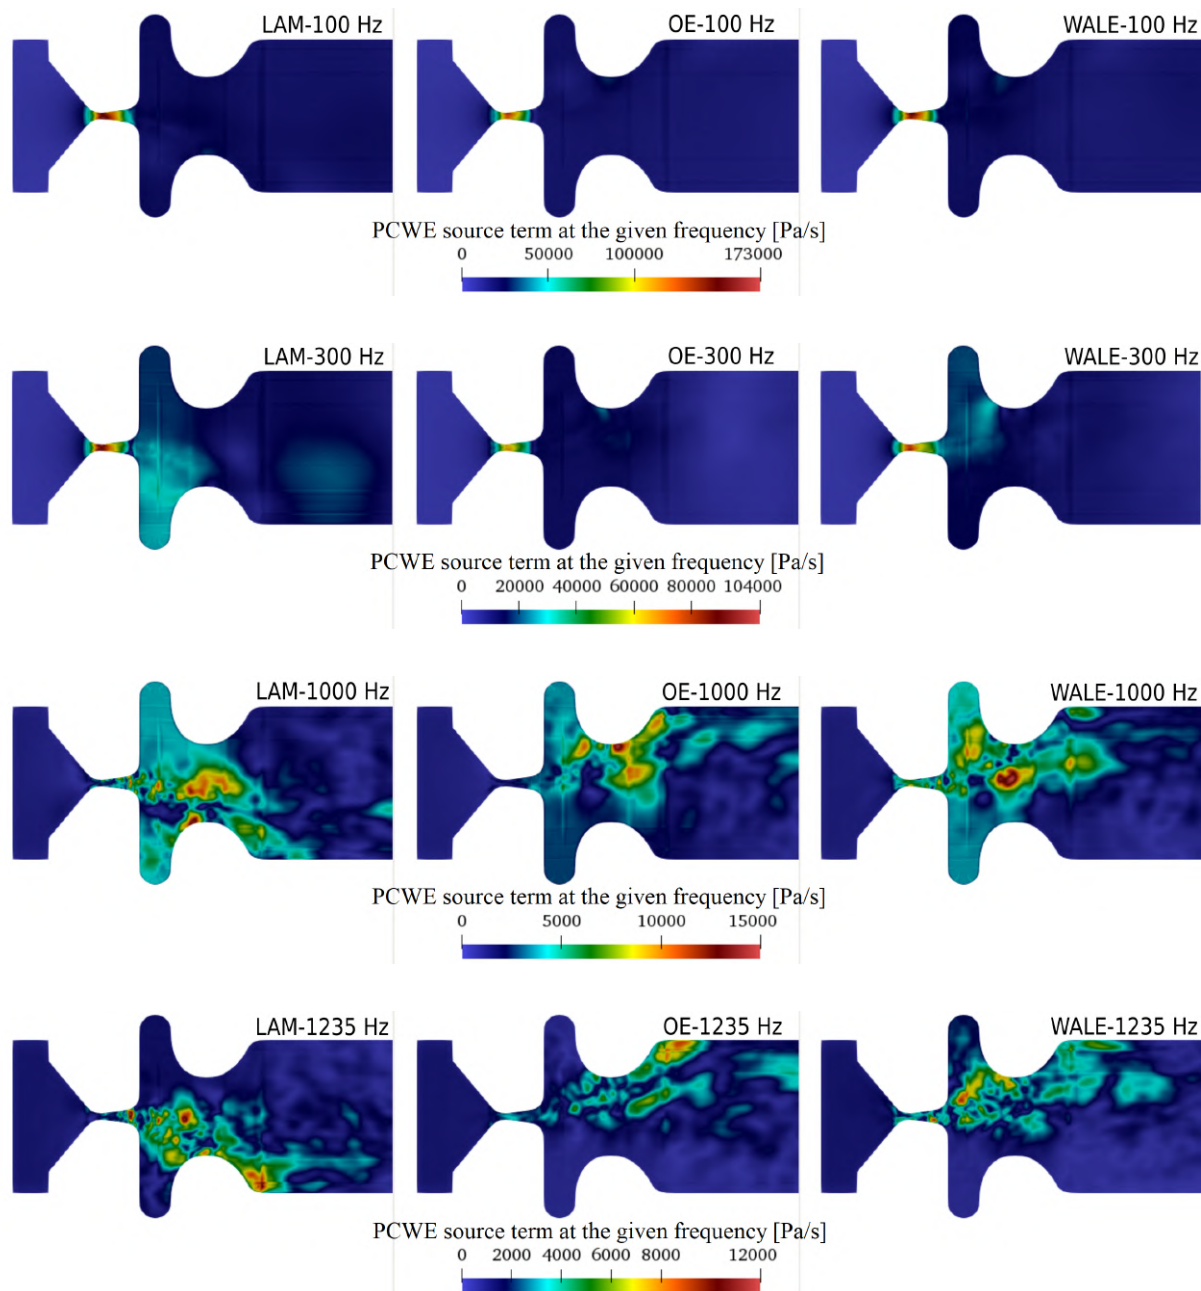 LAM-100 Hz OE-100 Hz WALE-100 Hz
PCWE source term at the given frequency [Pa/s]
0 50000 100000 173000
LAM-300 Hz OE-300 Hz WALE-300 Hz
PCWE source term at the given frequency [Pa/s]
0 20000 40000 60000 80000 104000
LAM-1000 Hz OE-1000 Hz WALE-1000 Hz
PCWE source term at the given frequency [Pa/s]
0 5000 10000 15000
LAM-1235 Hz OE-1235 Hz WALE-1235 Hz
PCWE source term at the given frequency [Pa/s]
0 2000 4000 6000 8000 12000